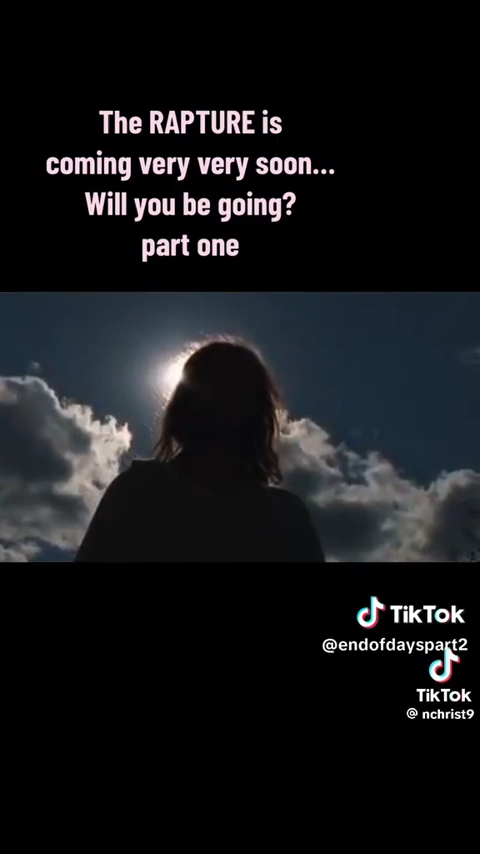 The RAPTURE is
coming very very soon...
Will you be going?
part one
TikTok
@endofdayspart2
TikTok
@ nchrist9